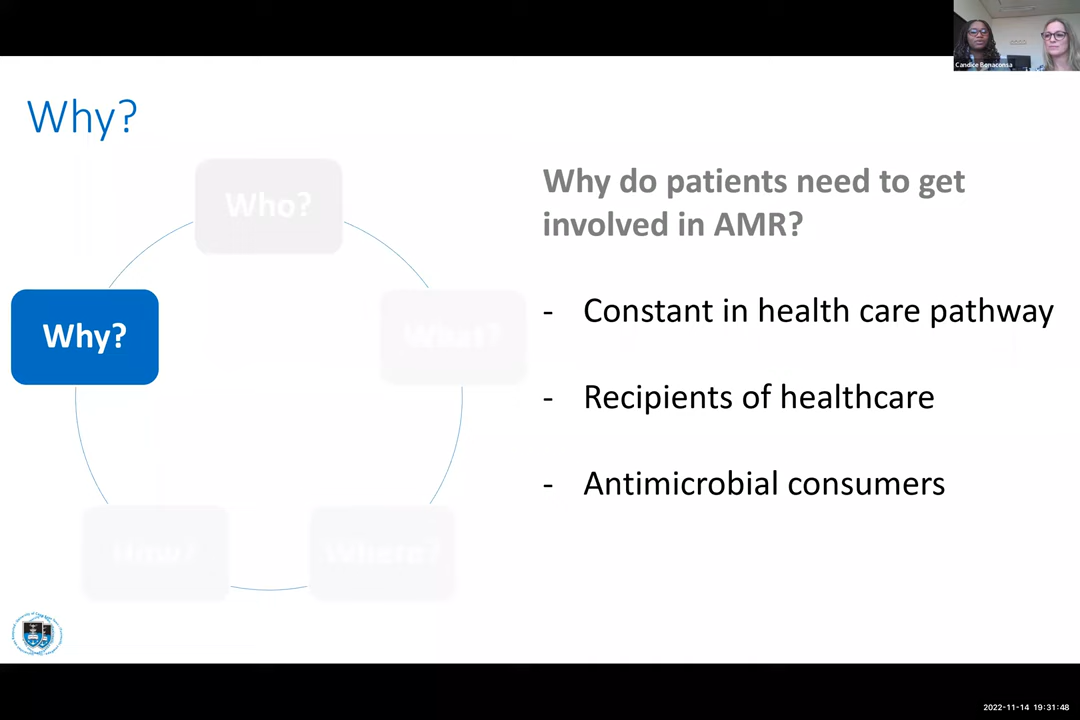 Candice Bonaconsa
Why?
Who?
Why do patients need to get
involved in AMR?
Why?
What?
- Constant in health care pathway
- Recipients of healthcare
- Antimicrobial consumers
How?
Where?
2022-11-14 19:31:48